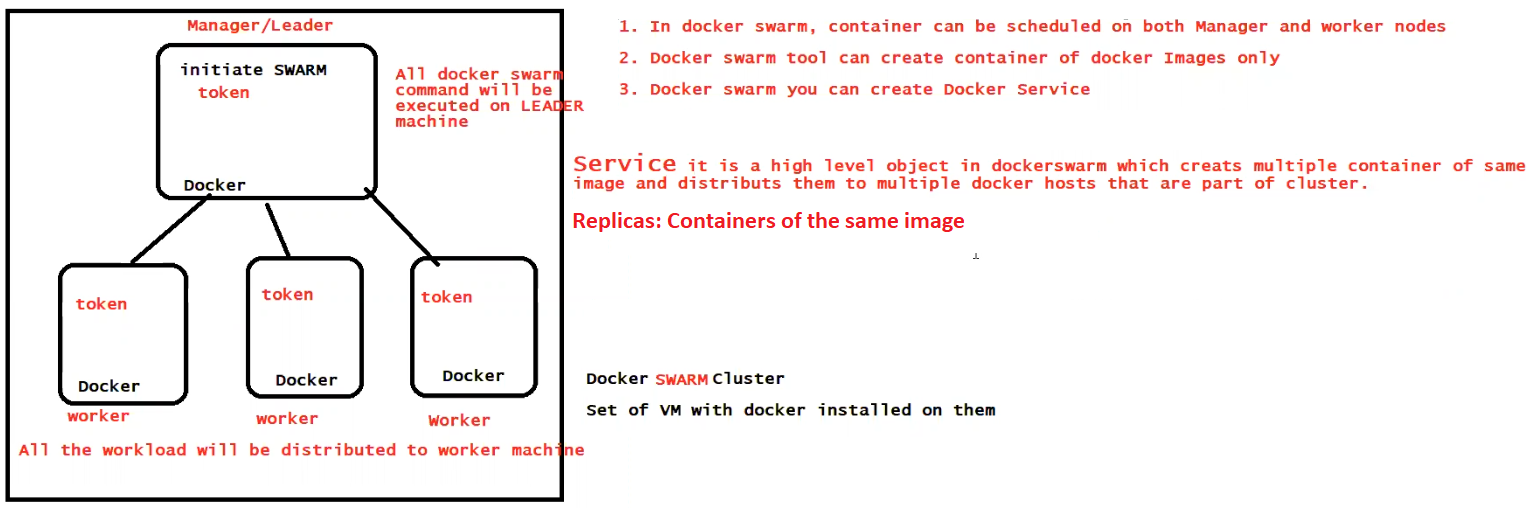 Manager/Leader
initiate SWARM
token
All docker swarm
command will be
executed on LEADER
machine
Docker
token
Docker
worker
token
Docker
worker
token
Docker
Worker
All the workload will be distributed to worker machine
1. In docker swarm, container can be scheduled on both Manager and worker nodes
2. Docker swarm tool can create container of docker Images only
3. Docker swarm you can create Docker Service
Service it is a high level object in dockerswarm which creats multiple container of same
image and distributs them to multiple docker hosts that are part of cluster.
Replicas: Containers of the same image
Docker SWARM Cluster
Set of VM with docker installed on them